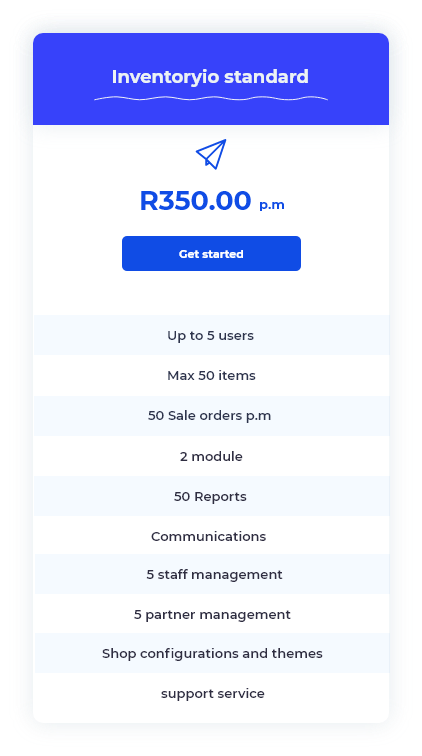 Inventoryio standard
R350.00 p.m
Get started
Up to 5 users
Max 50 items
50 Sale orders p.m
2 module
50 Reports
Communications
5 staff management
5 partner management
Shop configurations and themes
support service